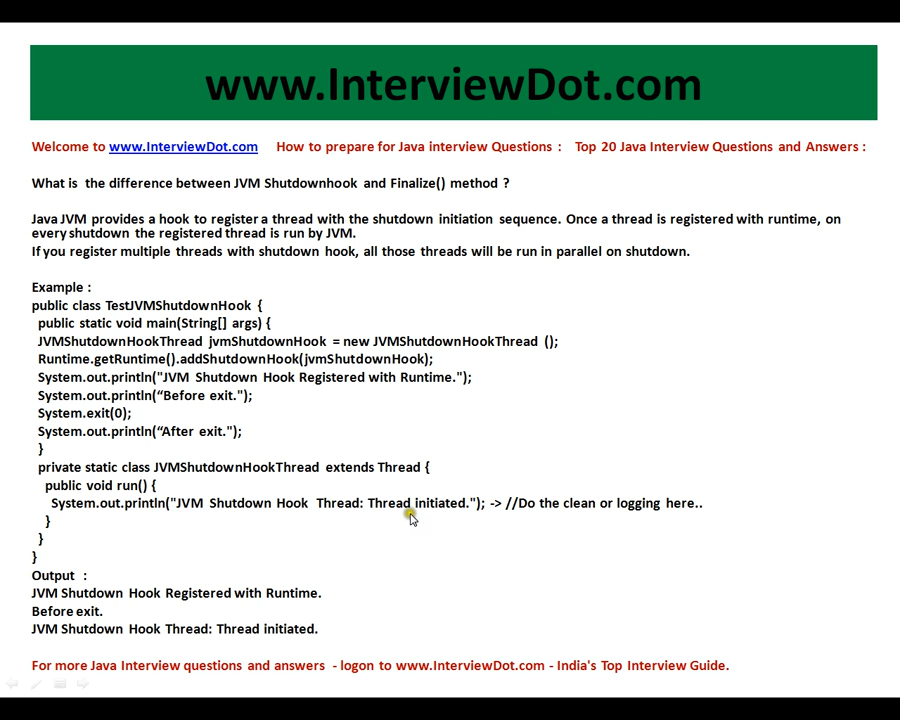 www.InterviewDot.com
Welcome to www.InterviewDot.com How to prepare for Java interview Questions : Top 20 Java Interview Questions and Answers :
What is the difference between JVM Shutdownhook and Finalize() method ?
Java JVM provides a hook to register a thread with the shutdown initiation sequence. Once a thread is registered with runtime, on
every shutdown the registered thread is run by JVM.
If you register multiple threads with shutdown hook, all those threads will be run in parallel on shutdown.
Example :
public class TestJVMShutdownHook {
public static void main(String[] args) {
JVMShutdownHookThread jvmShutdownHook = new JVMShutdownHookThread ();
Runtime.getRuntime().addShutdownHook(jvmShutdownHook);
System.out.println("JVM Shutdown Hook Registered with Runtime.");
System.out.println(“Before exit.");
System.exit(0);
System.out.println(“After exit.");
}
private static class JVMShutdownHookThread extends Thread {
public void run() {
System.out.println("JVM Shutdown Hook Thread: Thread initiated."); -> //Do the clean or logging here..
}
}
}
Output :
JVM Shutdown Hook Registered with Runtime.
Before exit.
JVM Shutdown Hook Thread: Thread initiated.
For more Java Interview questions and answers - logon to www.InterviewDot.com - India's Top Interview Guide.